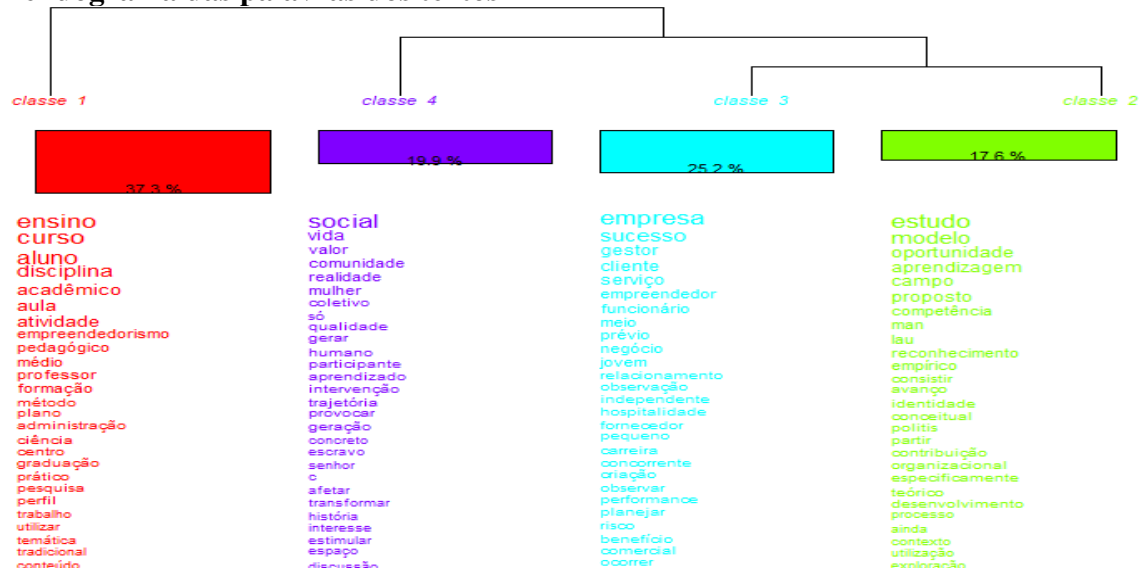 classe 1
classe 4
classe 3
classe 2
37.3 %
19.9 %
25.2 %
17.6 %
ensino
curso
aluno
disciplina
acadêmico
aula
atividade
empreendedorismo
pedagógico
médio
professor
formação
método
plano
administração
ciência
centro
graduação
prático
pesquisa
perfil
trabalho
utilizar
temática
tradicional
conteúdo
social
vida
valor
comunidade
realidade
mulher
coletivo
só
qualidade
gerar
humano
participante
aprendizado
intervenção
trajetória
provocar
geração
concreto
escravo
senhor
c
afetar
transformar
história
interesse
estimular
espaço
discussão
empresa
sucesso
gestor
cliente
serviço
empreendedor
funcionário
meio
prévio
negócio
jovem
relacionamento
observação
independente
hospitalidade
fornecedor
pequeno
carreira
concorrente
criação
observar
performance
planejar
risco
benefício
comercial
ocorrer
estudo
modelo
oportunidade
aprendizagem
campo
proposto
competência
man
lau
reconhecimento
empírico
consistir
avanço
identidade
conceitual
politis
partir
contribuição
organizacional
especificamente
teórico
desenvolvimento
processo
ainda
contexto
utilização
exploração